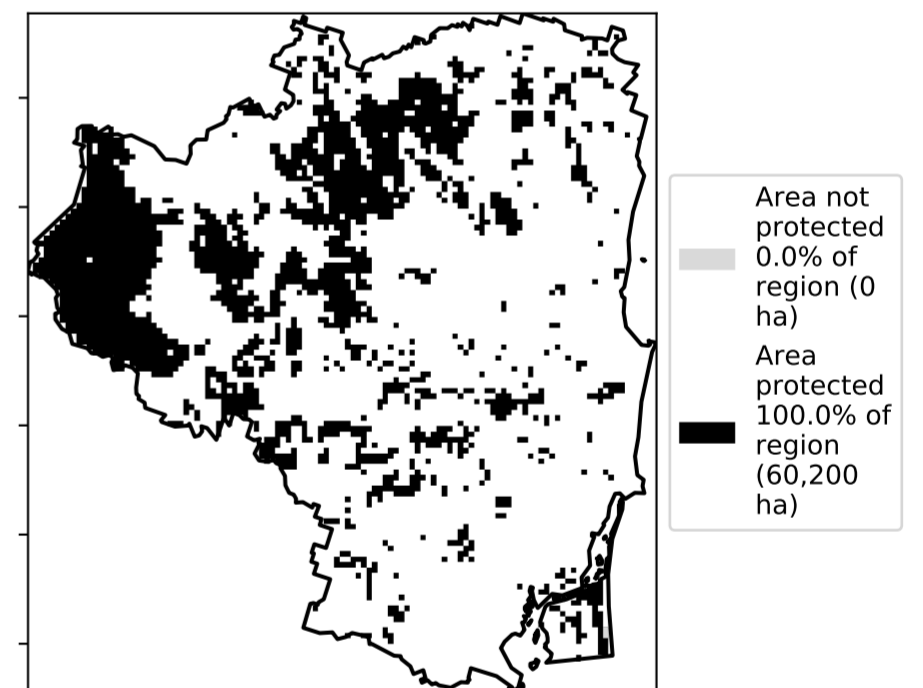 Area not
protected
0.0% of
region (0
ha)
Area
protected
100.0% of
region
(60,200
ha)